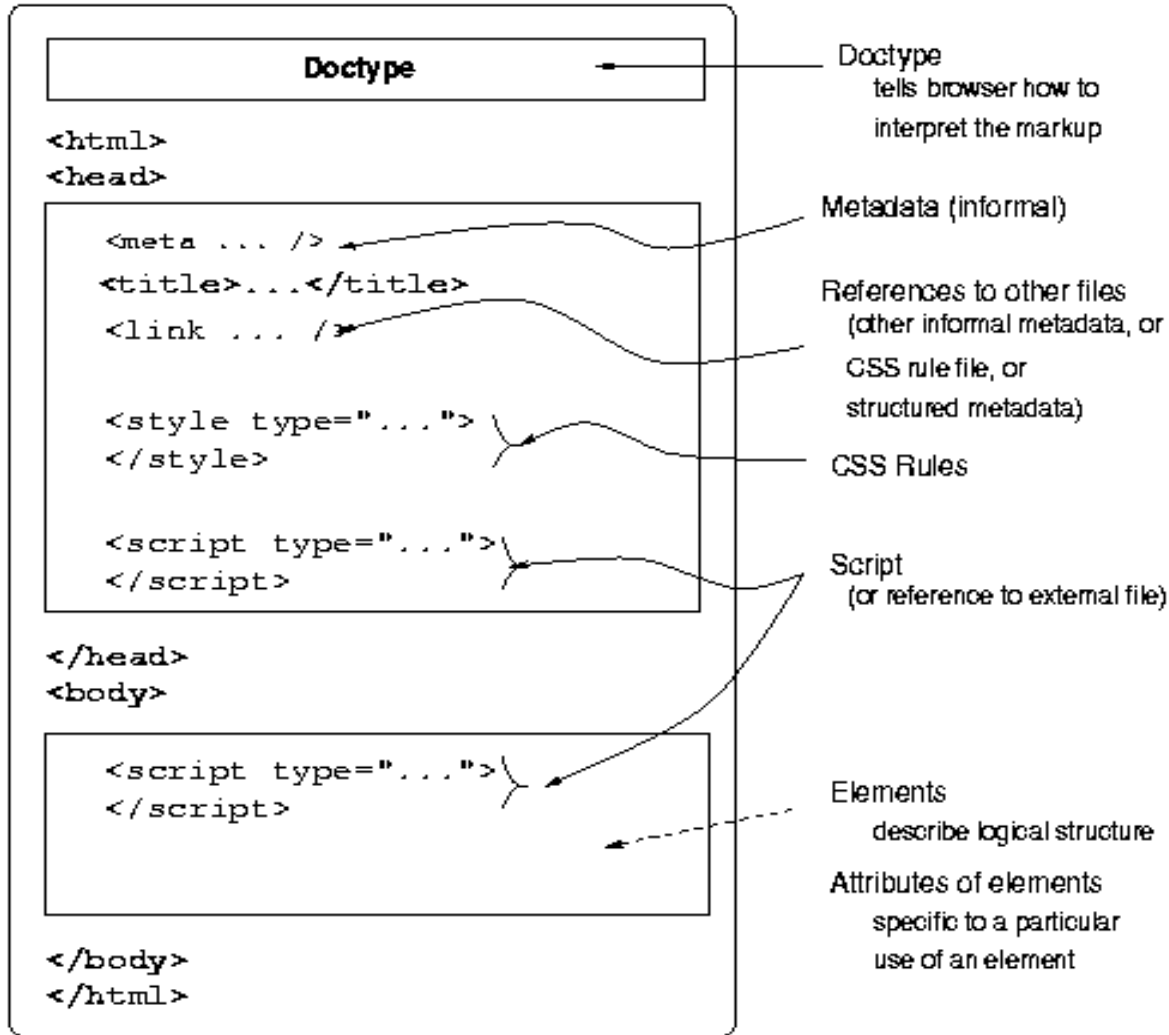 Doctype
<html>
<head>
<meta ... />
<title>...</title>
<link ... />
<style type="...">
</style>
<script type="...">
</script>
</head>
<body>
<script type="...">
</script>
</body>
</html>
Doctype
tells browser how to
interpret the markup
Metadata (informal)
References to other files
(other informal metadata, or
CSS rule file, or
structured metadata)
CSS Rules
Script
(or reference to external file)
Elements
describe logical structure
Attributes of elements
specific to a particular
use of an element